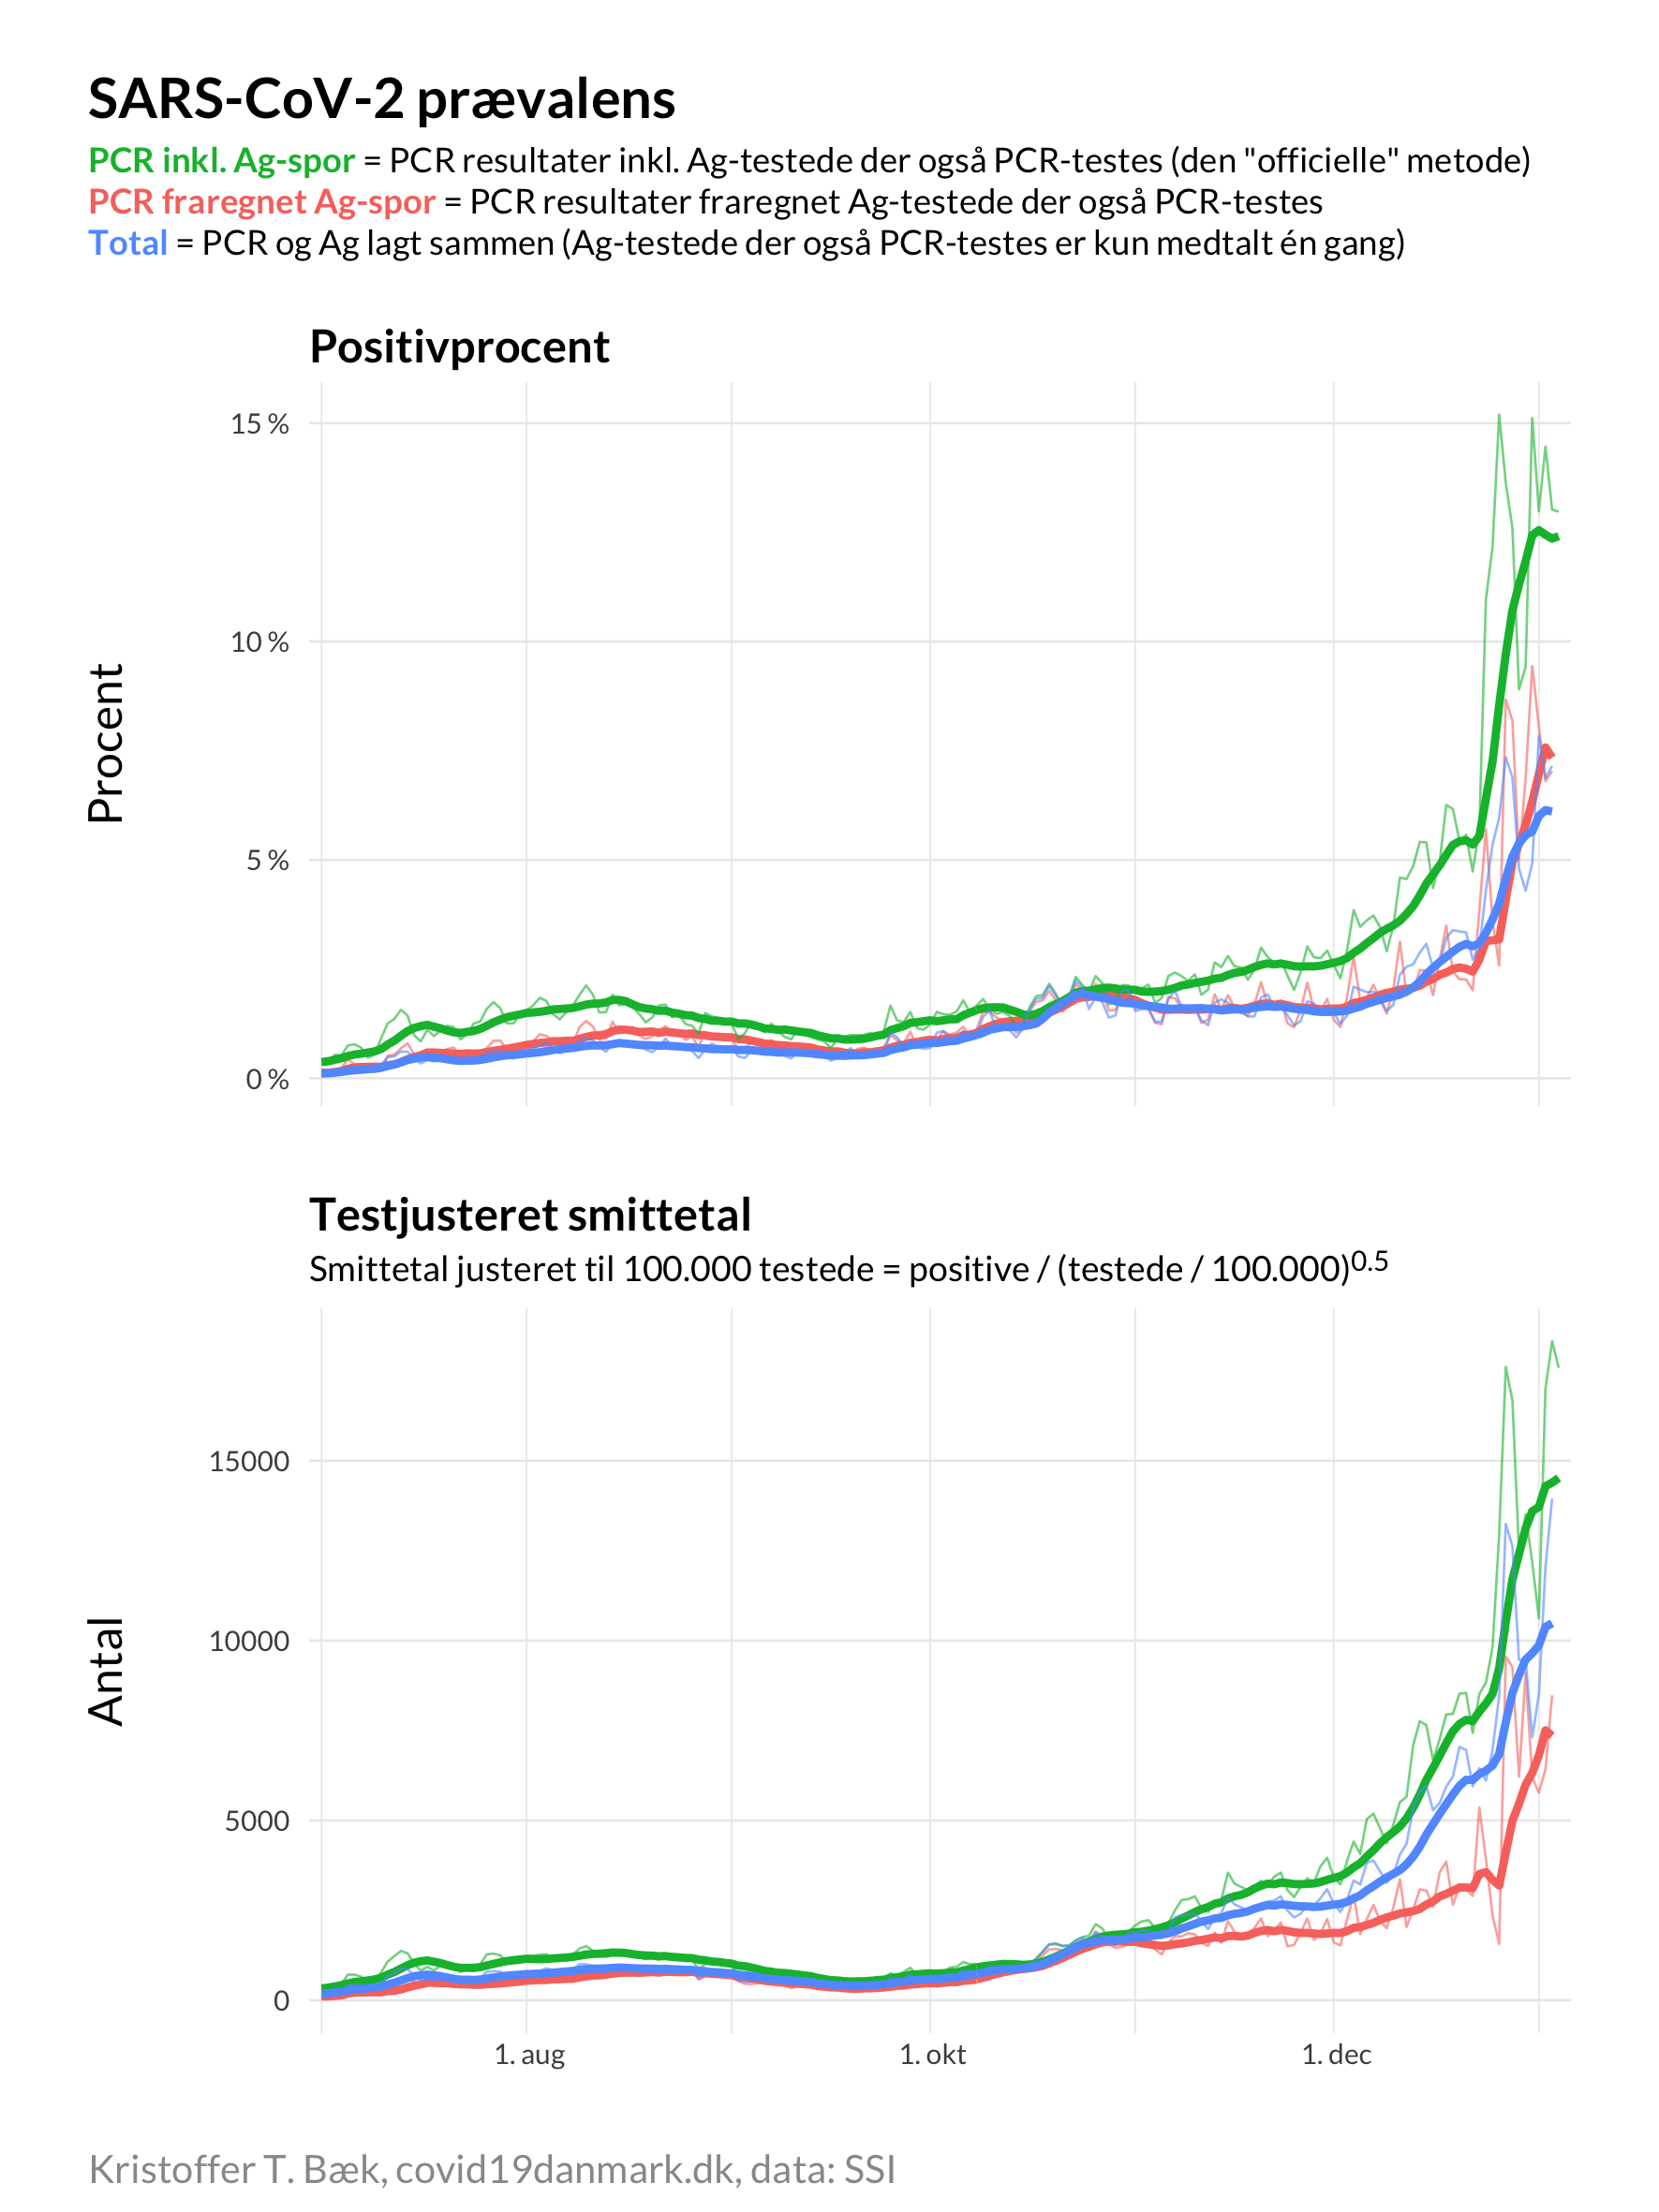 SARS-CoV-2 prævalens
PCR inkl. Ag-spor = PCR resultater inkl. Ag-testede der også PCR-testes (den "officielle" metode)
PCR fraregnet Ag-spor = PCR resultater fraregnet Ag-testede der også PCR-testes
Total = PCR og Ag lagt sammen (Ag-testede der også PCR-testes er kun medtalt én gang)
Positivprocent
Procent
15 %
10 %
5 %
0 %
Testjusteret smittetal
Smittetal justeret til 100.000 testede = positive / (testede / 100.000)^0.5
Antal
15000
10000
5000
0
1. aug 1. okt 1. dec
Kristoffer T. Bæk, covid19danmark.dk, data: SSI